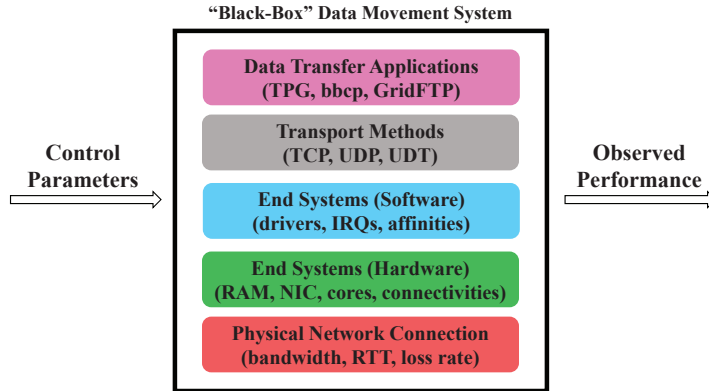 “Black-Box” Data Movement System
Data Transfer Applications
(TPG, bbcp, GridFTP)
Transport Methods
(TCP, UDP, UDT)
Control
Parameters
End Systems (Software)
(drivers, IRQs, affinities)
Observed
Performance
End Systems (Hardware)
(RAM, NIC, cores, connectivities)
Physical Network Connection
(bandwidth, RTT, loss rate)